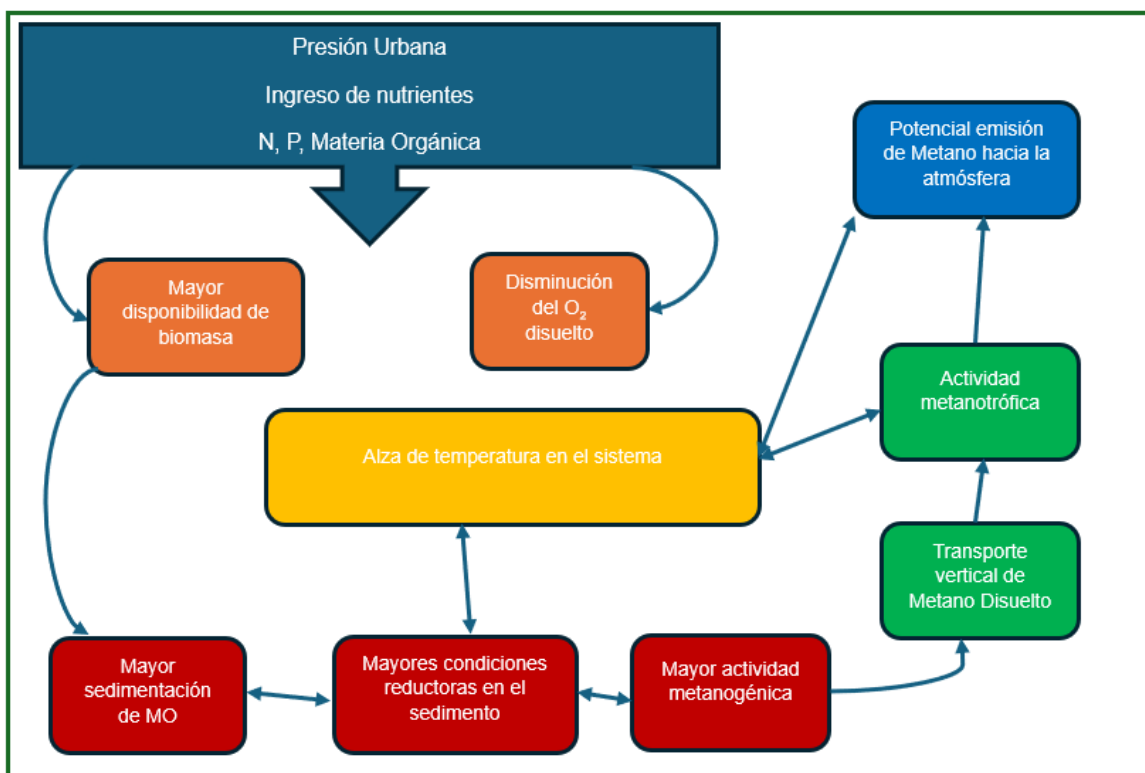 Presión Urbana
Ingreso de nutrientes
N, P, Materia Orgánica
Potencial emisión
de Metano hacia la
atmósfera
Mayor
disponibilidad de
biomasa
Disminución
del O₂
disuelto
Actividad
metanotrófica
Alza de temperatura en el sistema
Transporte
vertical de
Metano Disuelto
Mayor
sedimentación
de MO
Mayores condiciones
reductoras en el
sedimento
Mayor actividad
metanogénica